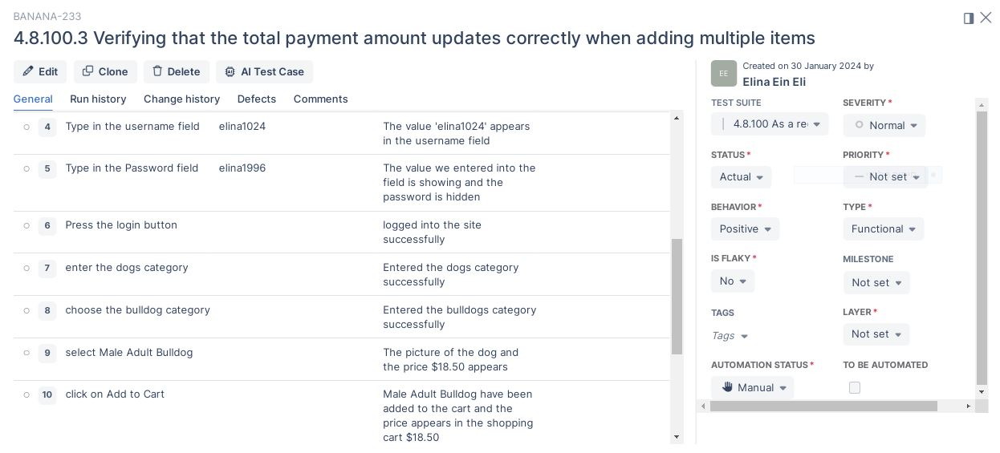 BANANA-233
4.8.100.3 Verifying that the total payment amount updates correctly when adding multiple items
Edit
Clone
Delete
AI Test Case
General
Run history
Change history
Defects
Comments
4
Type in the username field
elina1024
The value 'elina1024' appears
in the username field
5
Type in the Password field
elina1996
The value we entered into the
field is showing and the
password is hidden
6
Press the login button
logged into the site
successfully
7
enter the dogs category
Entered the dogs category
successfully
8
choose the bulldog category
Entered the bulldogs category
successfully
9
select Male Adult Bulldog
The picture of the dog and
the price $18.50 appears
10
click on Add to Cart
Male Adult Bulldog have been
added to the cart and the
price appears in the shopping
cart $18.50
EE
Created on 30 January 2024 by
Elina Ein Eli
TEST SUITE
4.8.100 As a re
SEVERITY *
Normal
STATUS *
Actual
PRIORITY *
Not set
BEHAVIOR *
Positive
TYPE *
Functional
IS FLAKY *
No
MILESTONE
Not set
TAGS
Tags
LAYER *
Not set
AUTOMATION STATUS *
Manual
TO BE AUTOMATED